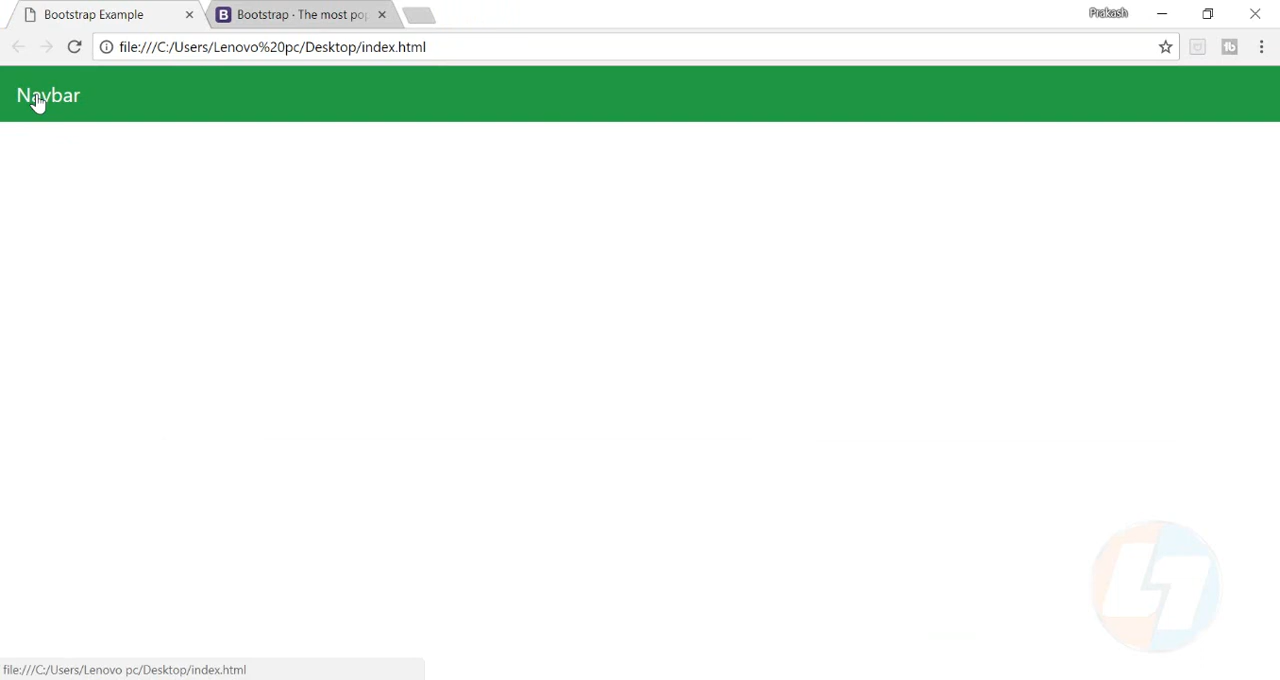 Bootstrap Example
Bootstrap · The most pop
Prakash
file:///C:/Users/Lenovo%20pc/Desktop/index.html
Navbar
file:///C:/Users/Lenovo pc/Desktop/index.html